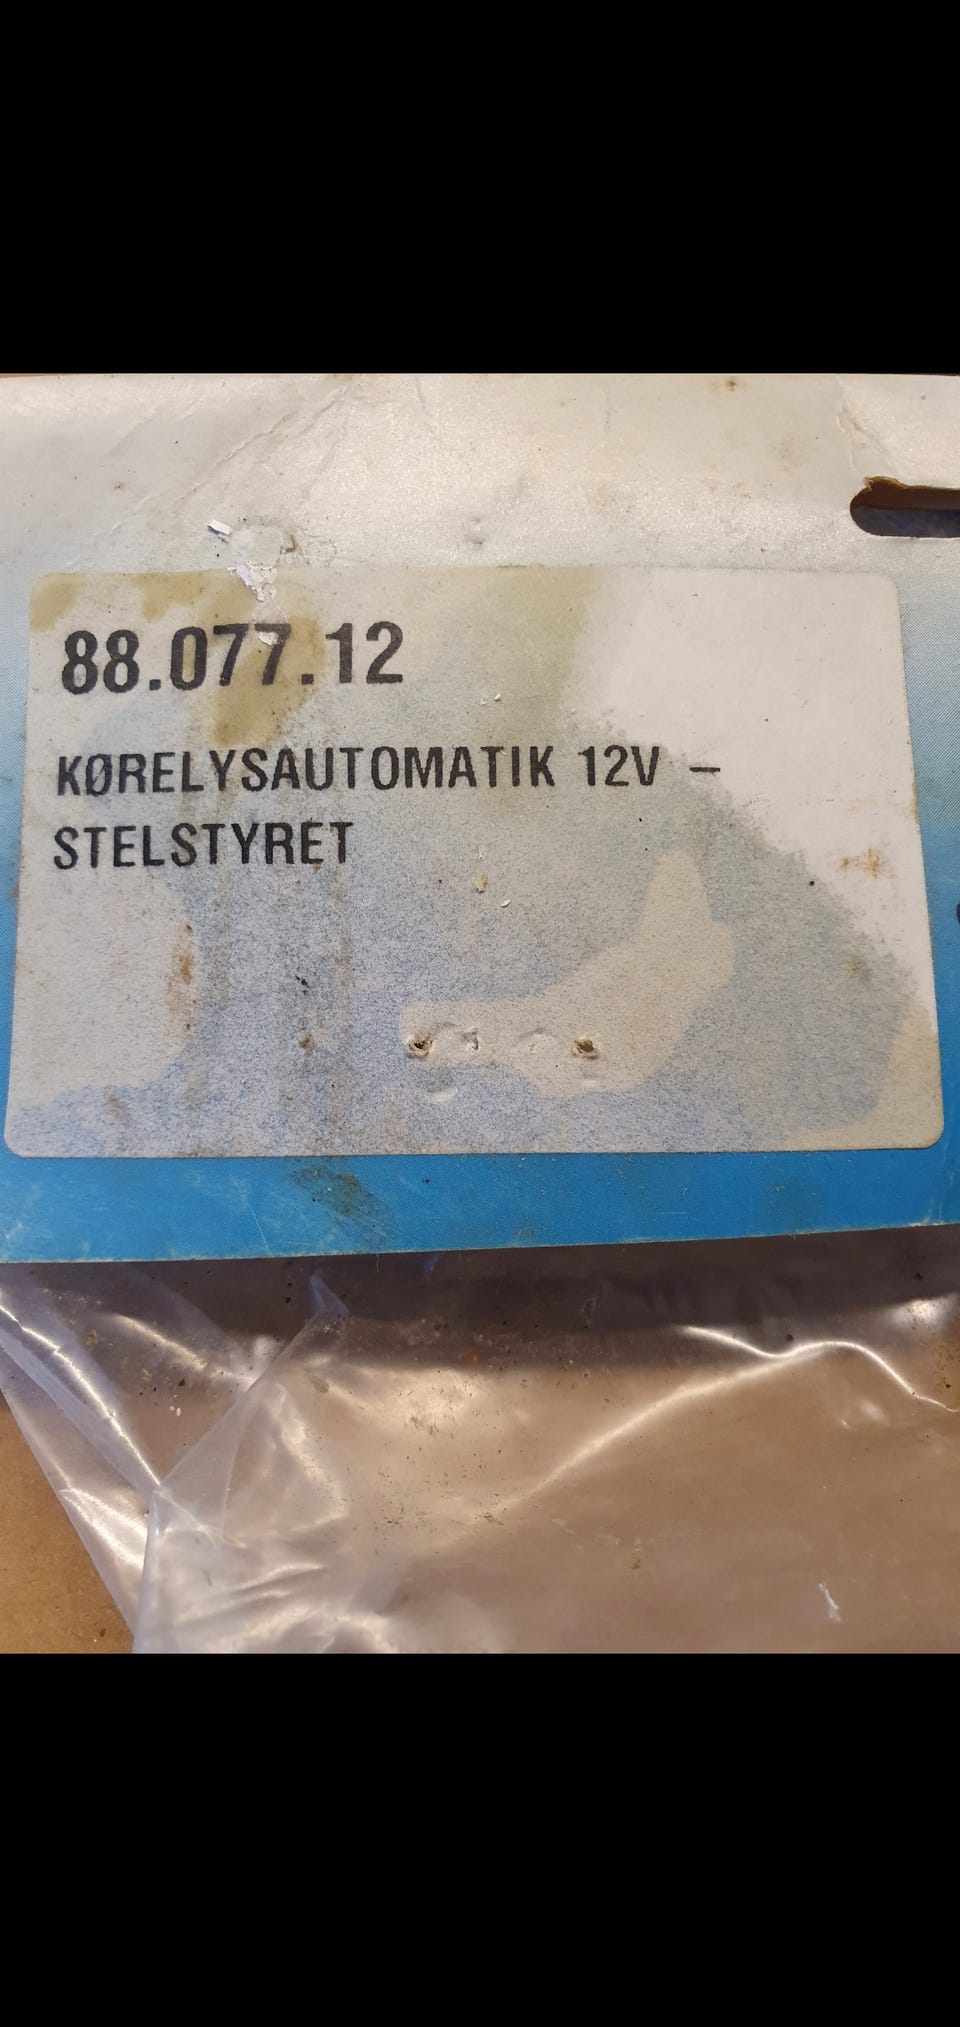 88.077.12
KØRELYSAUTOMATIK 12V –
STELSTYRET